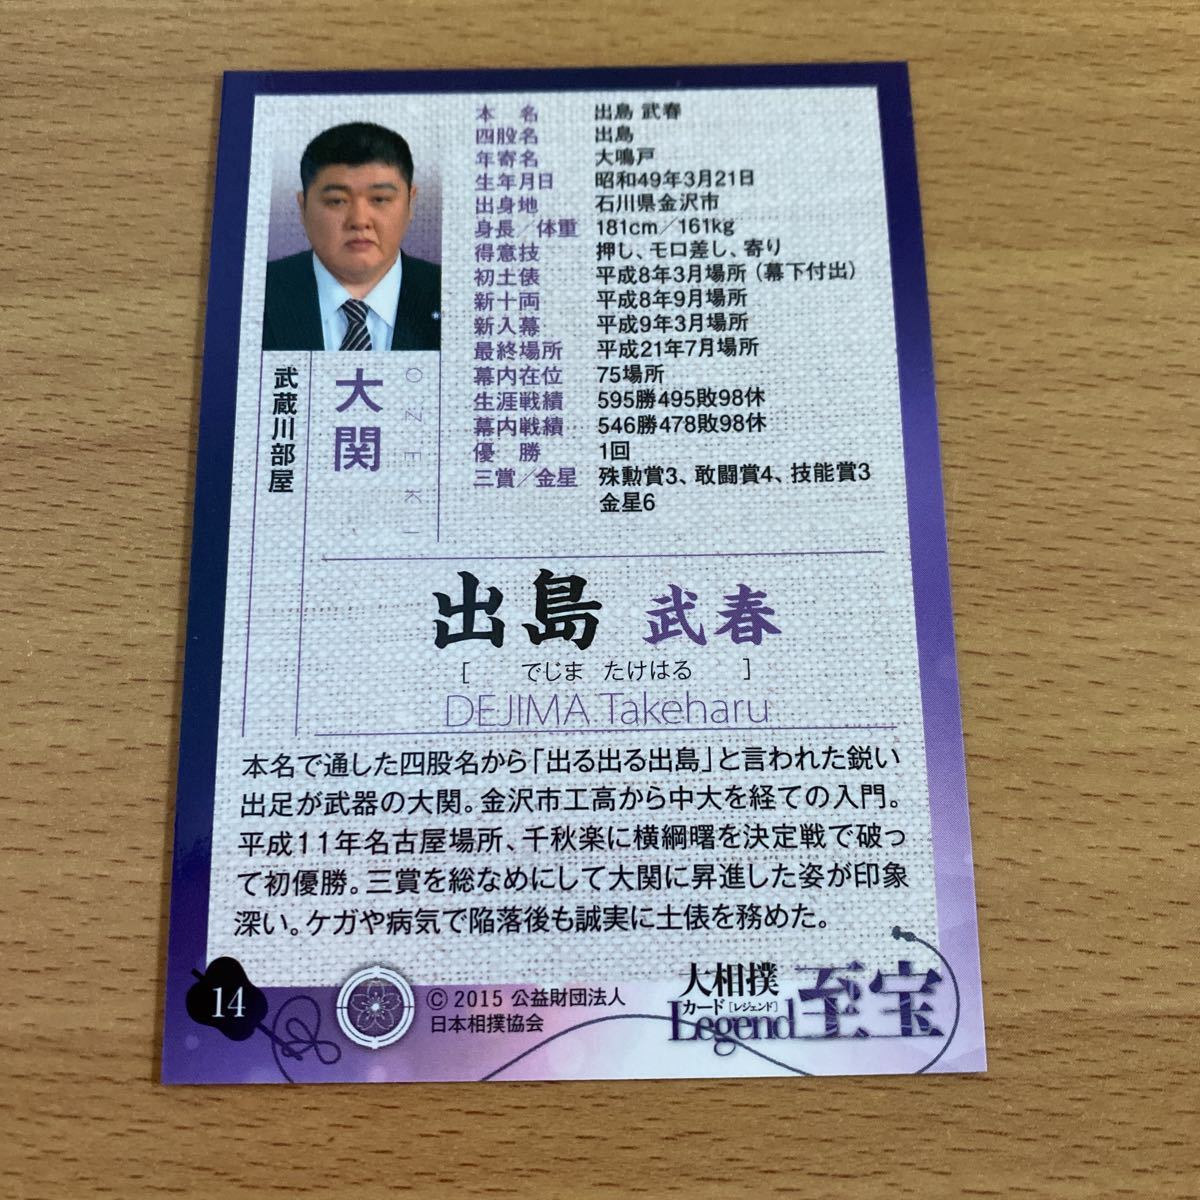 本名 出島 武春
四股名 出島
年寄名 大鳴戸
生年月日 昭和49年3月21日
出身地 石川県金沢市
身長／体重 181cm／161kg
得意技 押し、モロ差し、寄り
初土俵 平成8年3月場所（幕下付出）
新十両 平成8年9月場所
新入幕 平成9年3月場所
最終場所 平成21年7月場所
幕内在位 75場所
生涯戦績 595勝495敗98休
幕内戦績 546勝478敗98休
優勝 1回
三賞／金星 殊勲賞3、敢闘賞4、技能賞3
金星6
大関
OZEKI
武蔵川部屋
出島 武春
[ でじま たけはる ]
DEJIMA Takeharu
本名で通した四股名から「出る出る出島」と言われた鋭い
出足が武器の大関。金沢市工高から中大を経ての入門。
平成11年名古屋場所、千秋楽に横綱曙を決定戦で破っ
て初優勝。三賞を総なめにして大関に昇進した姿が印象
深い。ケガや病気で陥落後も誠実に土俵を務めた。
14
© 2015 公益財団法人
日本相撲協会
大相撲
カード［レジェンド］
Legend 至宝